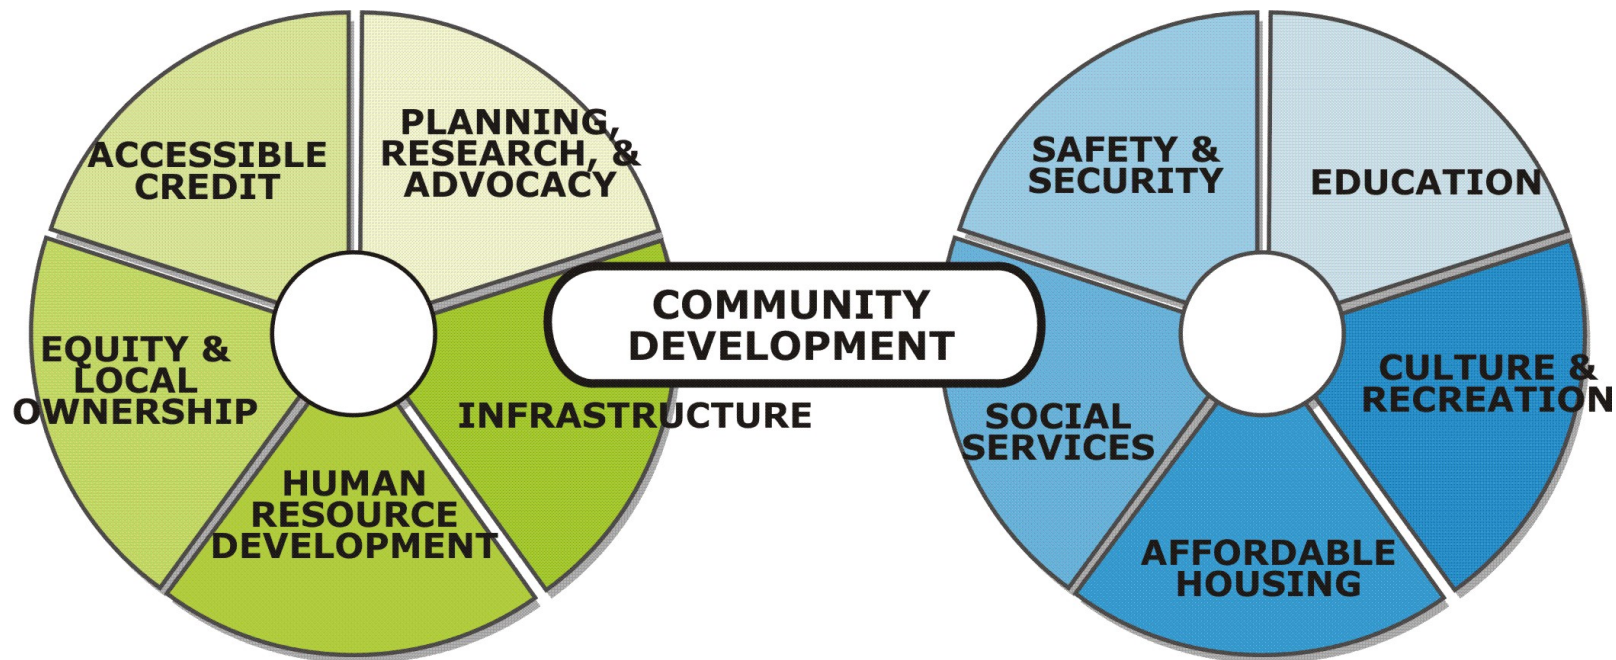 ACCESSIBLE
CREDIT
PLANNING,
RESEARCH, &
ADVOCACY
EQUITY &
LOCAL
OWNERSHIP
HUMAN
RESOURCE
DEVELOPMENT
INFRASTRUCTURE
COMMUNITY
DEVELOPMENT
SAFETY &
SECURITY
EDUCATION
SOCIAL
SERVICES
CULTURE &
RECREATION
AFFORDABLE
HOUSING